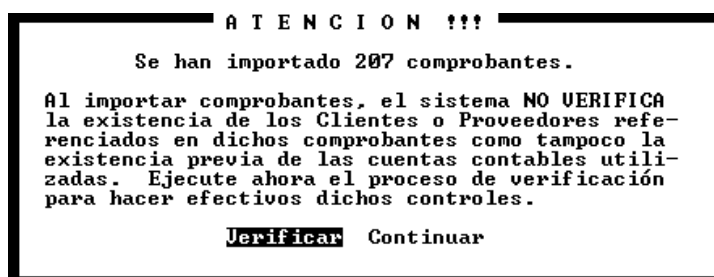 A T E N C I O N !!!
Se han importado 207 comprobantes.
Al importar comprobantes, el sistema NO VERIFICA
la existencia de los Clientes o Proveedores refe-
renciados en dichos comprobantes como tampoco la
existencia previa de las cuentas contables utili-
zadas. Ejecute ahora el proceso de verificación
para hacer efectivos dichos controles.
Verificar Continuar